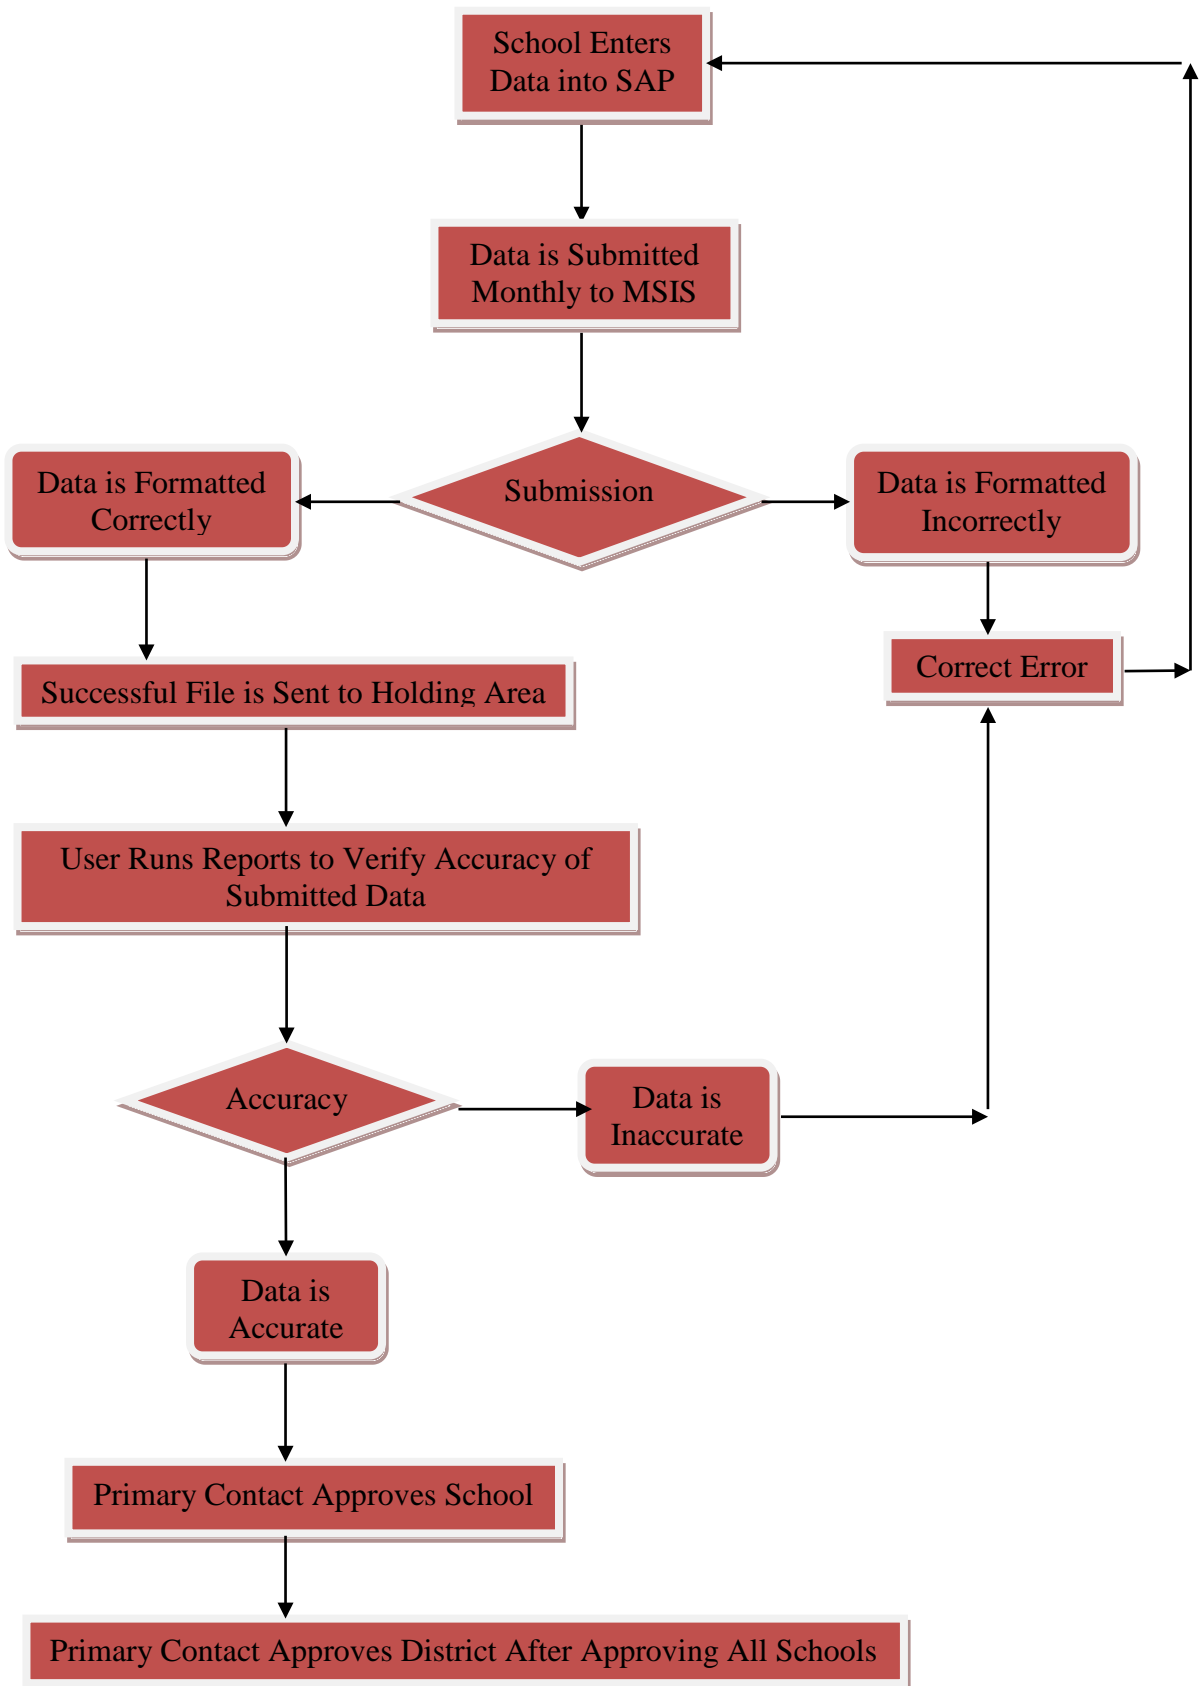 School Enters
Data into SAP
Data is Submitted
Monthly to MSIS
Submission
Data is Formatted
Correctly
Data is Formatted
Incorrectly
Successful File is Sent to Holding Area
Correct Error
User Runs Reports to Verify Accuracy of
Submitted Data
Accuracy
Data is
Inaccurate
Data is
Accurate
Primary Contact Approves School
Primary Contact Approves District After Approving All Schools